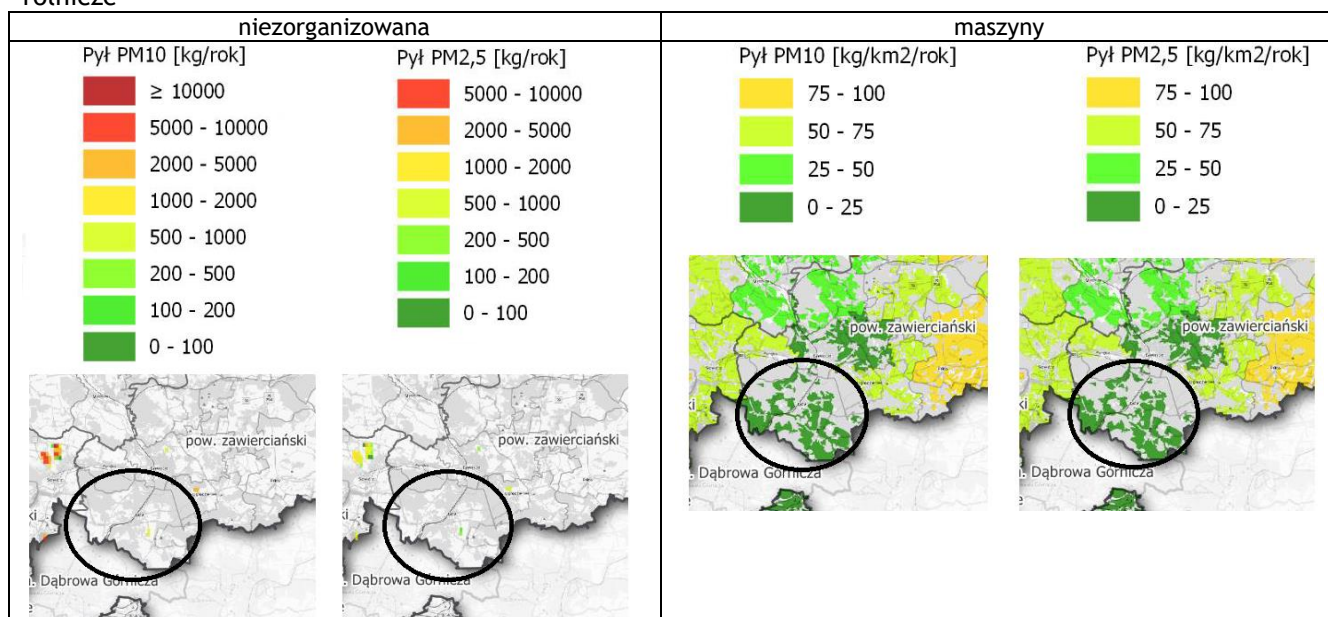 rolnicze
niezorganizowana
maszyny
Pył PM10 [kg/rok]
≥ 10000
5000 - 10000
2000 - 5000
1000 - 2000
500 - 1000
200 - 500
100 - 200
0 - 100
Pył PM2,5 [kg/rok]
5000 - 10000
2000 - 5000
1000 - 2000
500 - 1000
200 - 500
100 - 200
0 - 100
Pył PM10 [kg/km2/rok]
75 - 100
50 - 75
25 - 50
0 - 25
Pył PM2,5 [kg/km2/rok]
75 - 100
50 - 75
25 - 50
0 - 25
pow. zawierciański
ki
. Dąbrowa Górnicza
e
pow. zawierciański
ki
. Dąbrowa Górnicza
e
pow. zawierciański
ki
. Dąbrowa Górnicza
e
pow. zawierciański
ki
. Dąbrowa Górnicza
e